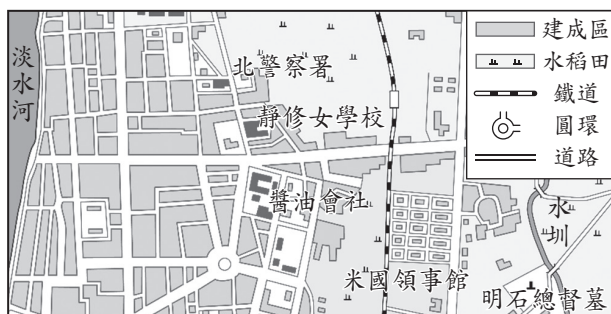 淡水河
北警察署
靜修女學校
醬油會社
米國領事館
水圳
明石總督墓
建成區
水稻田
鐵道
圓環
道路